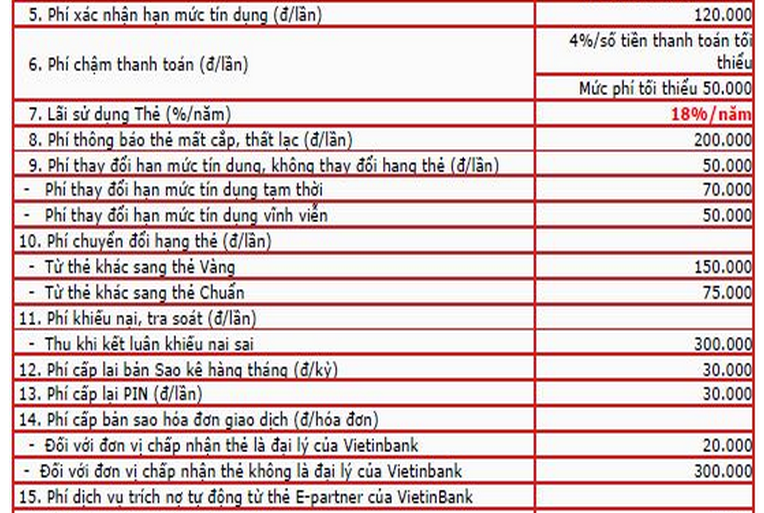 5. Phí xác nhận hạn mức tín dụng (đ/lần) 120.000
6. Phí chậm thanh toán (đ/lần) 4%/số tiền thanh toán tối
thiểu
Mức phí tối thiểu 50.000
7. Lãi sử dụng Thẻ (%/năm) 18%/năm
8. Phí thông báo thẻ mất cắp, thất lạc (đ/lần) 200.000
9. Phí thay đổi hạn mức tín dụng, không thay đổi hạng thẻ (đ/lần) 50.000
- Phí thay đổi hạn mức tín dụng tạm thời 70.000
- Phí thay đổi hạn mức tín dụng vĩnh viễn 50.000
10. Phí chuyển đổi hạng thẻ (đ/lần)
- Từ thẻ khác sang thẻ Vàng 150.000
- Từ thẻ khác sang thẻ Chuẩn 75.000
11. Phí khiếu nại, tra soát (đ/lần)
- Thu khi kết luận khiếu nại sai 300.000
12. Phí cấp lại bản Sao kê hàng tháng (đ/kỳ) 30.000
13. Phí cấp lại PIN (đ/lần) 30.000
14. Phí cấp bản sao hóa đơn giao dịch (đ/hóa đơn)
- Đối với đơn vị chấp nhận thẻ là đại lý của Vietinbank 20.000
- Đối với đơn vị chấp nhận thẻ không là đại lý của Vietinbank 300.000
15. Phí dịch vụ trích nợ tự động từ thẻ E-partner của VietinBank